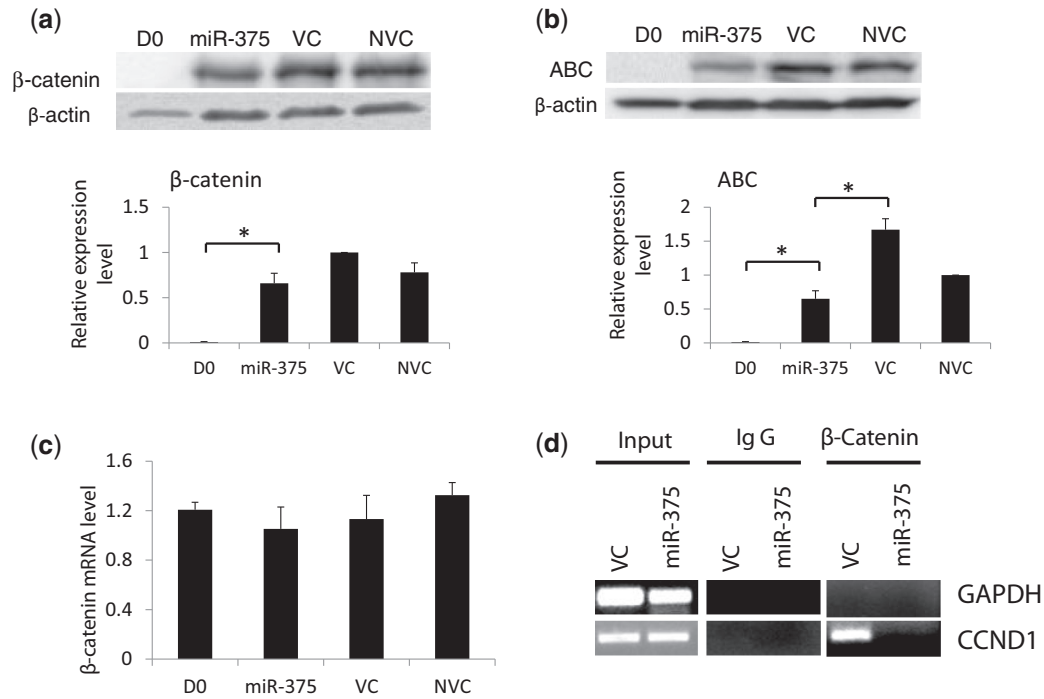 (a)
D0 miR-375 VC NVC
β-catenin
β-actin
β-catenin
Relative expression
level
1.5
1
0.5
0
*
D0 miR-375 VC NVC
(b)
D0 miR-375 VC NVC
ABC
β-actin
ABC
Relative expression
level
2
1.5
1
0.5
0
*
*
D0 miR-375 VC NVC
(c)
β-catenin mRNA level
1.6
1.2
0.8
0.4
0
D0 miR-375 VC NVC
(d)
Input Ig G β-Catenin
VC miR-375 VC miR-375 VC miR-375
GAPDH
CCND1